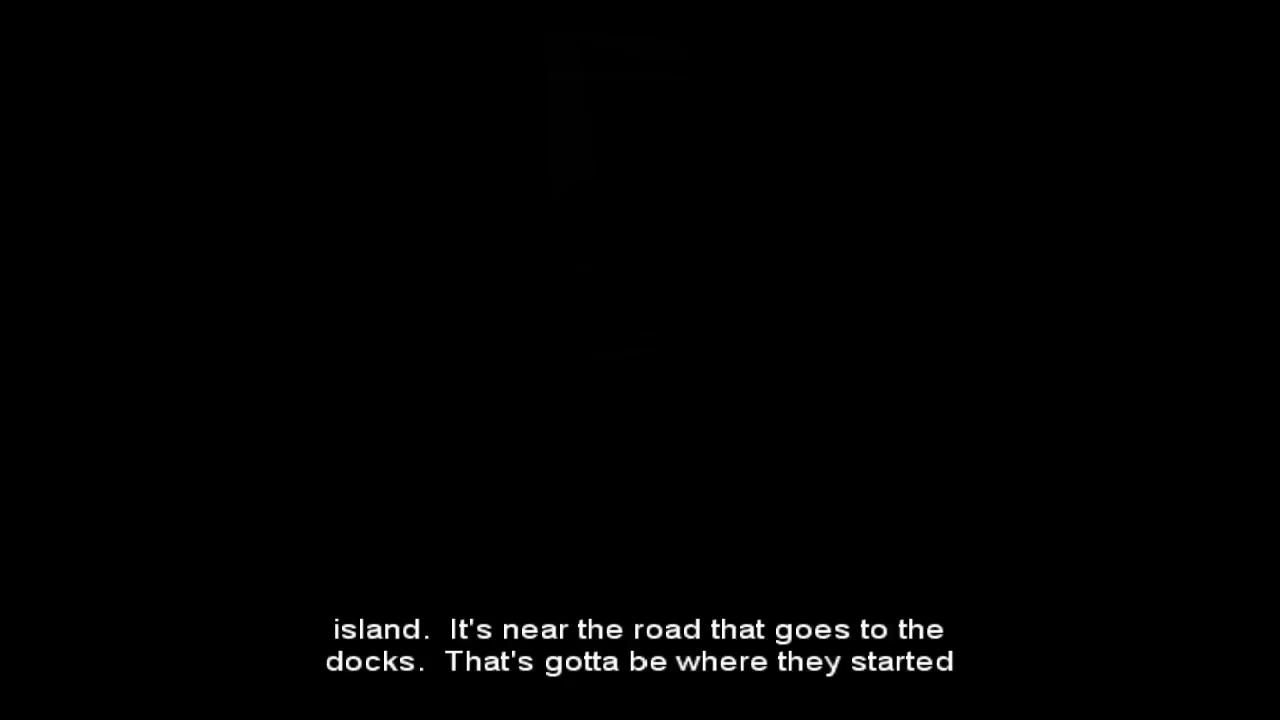 island.  It's near the road that goes to the
docks.  That's gotta be where they started